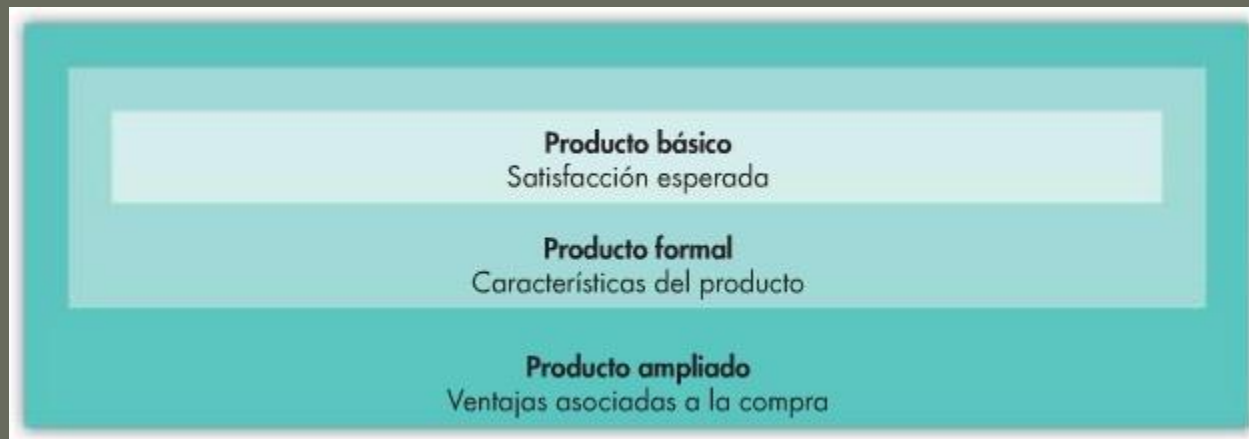 Producto básico
Satisfacción esperada
Producto formal
Características del producto
Producto ampliado
Ventajas asociadas a la compra